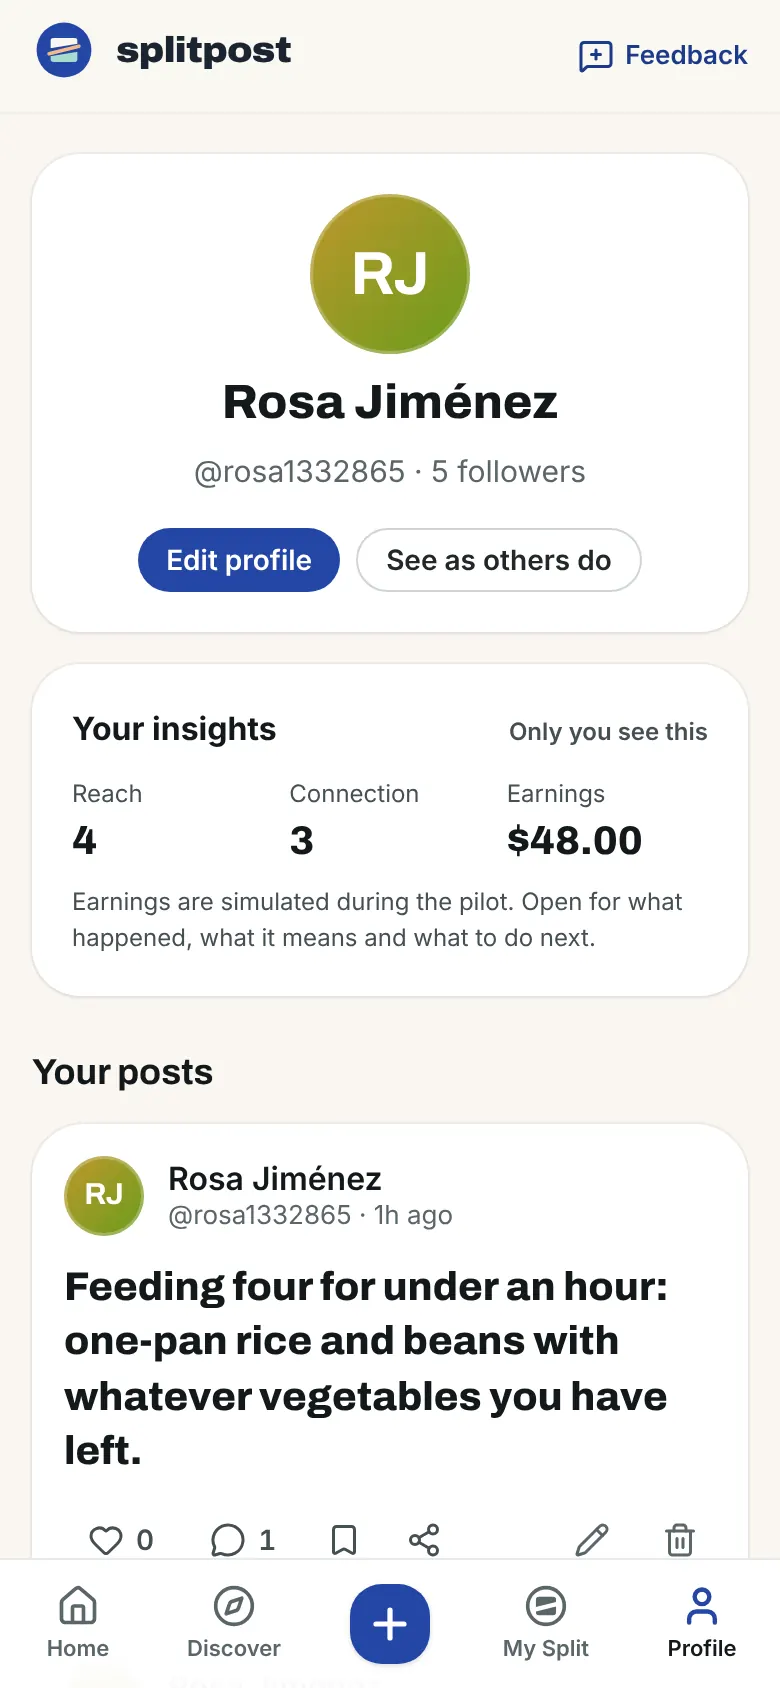 splitpost
Feedback
RJ
Rosa Jiménez
@rosa1332865 · 5 followers
Edit profile
See as others do
Your insights
Only you see this
Reach
Connection
Earnings
4
3
$48.00
Earnings are simulated during the pilot. Open for what
happened, what it means and what to do next.
Your posts
RJ
Rosa Jiménez
@rosa1332865 · 1h ago
Feeding four for under an hour:
one-pan rice and beans with
whatever vegetables you have
left.
0
1
Home
Discover
My Split
Profile